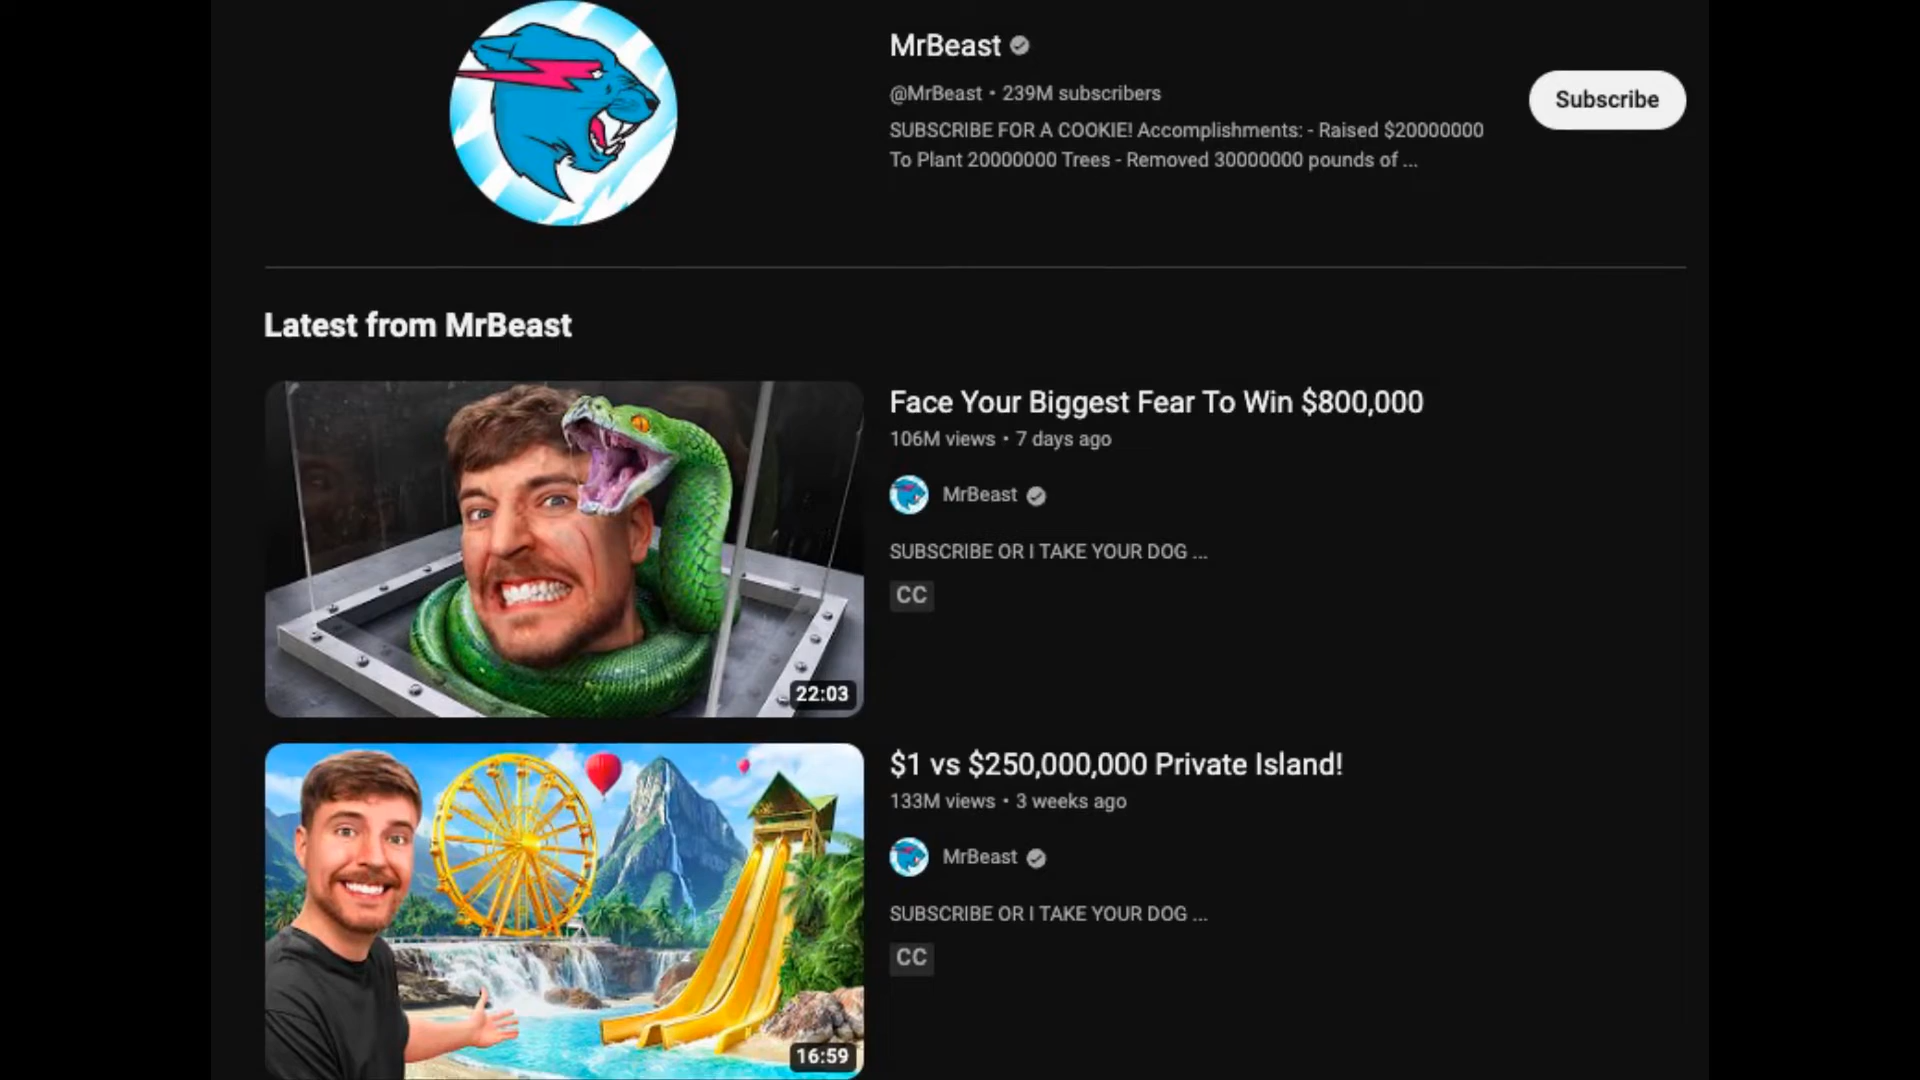 MrBeast
@MrBeast • 239M subscribers
SUBSCRIBE FOR A COOKIE! Accomplishments: - Raised $20000000
To Plant 20000000 Trees - Removed 30000000 pounds of ...
Subscribe
Latest from MrBeast
22:03
Face Your Biggest Fear To Win $800,000
106M views • 7 days ago
MrBeast
SUBSCRIBE OR I TAKE YOUR DOG ...
CC
16:59
$1 vs $250,000,000 Private Island!
133M views • 3 weeks ago
MrBeast
SUBSCRIBE OR I TAKE YOUR DOG ...
CC